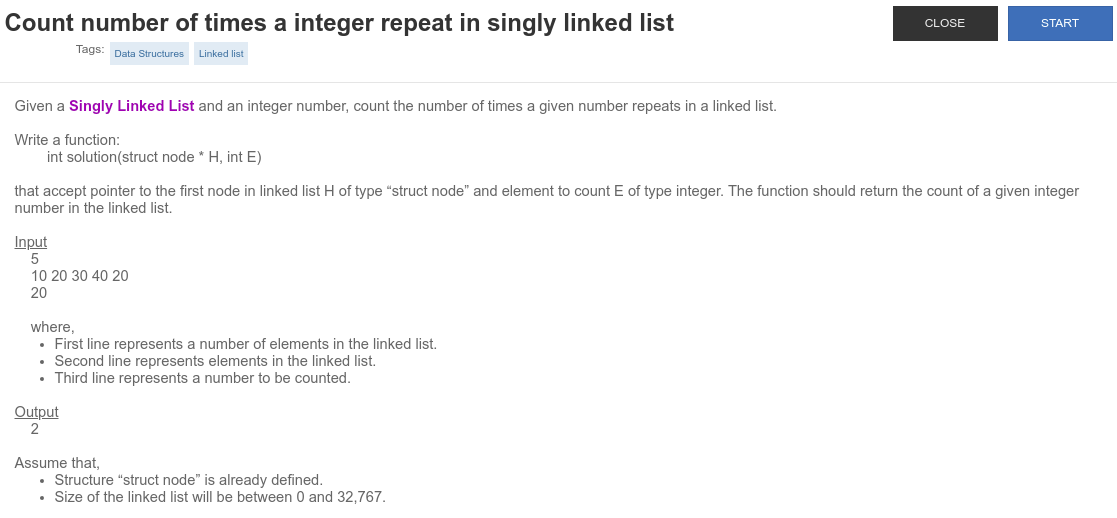 Count number of times a integer repeat in singly linked list
CLOSE
START
Tags: Data Structures Linked list
Given a Singly Linked List and an integer number, count the number of times a given number repeats in a linked list.
Write a function:
int solution(struct node * H, int E)
that accept pointer to the first node in linked list H of type “struct node” and element to count E of type integer. The function should return the count of a given integer
number in the linked list.
Input
5
10 20 30 40 20
20
where,
• First line represents a number of elements in the linked list.
• Second line represents elements in the linked list.
• Third line represents a number to be counted.
Output
2
Assume that,
• Structure “struct node” is already defined.
• Size of the linked list will be between 0 and 32,767.